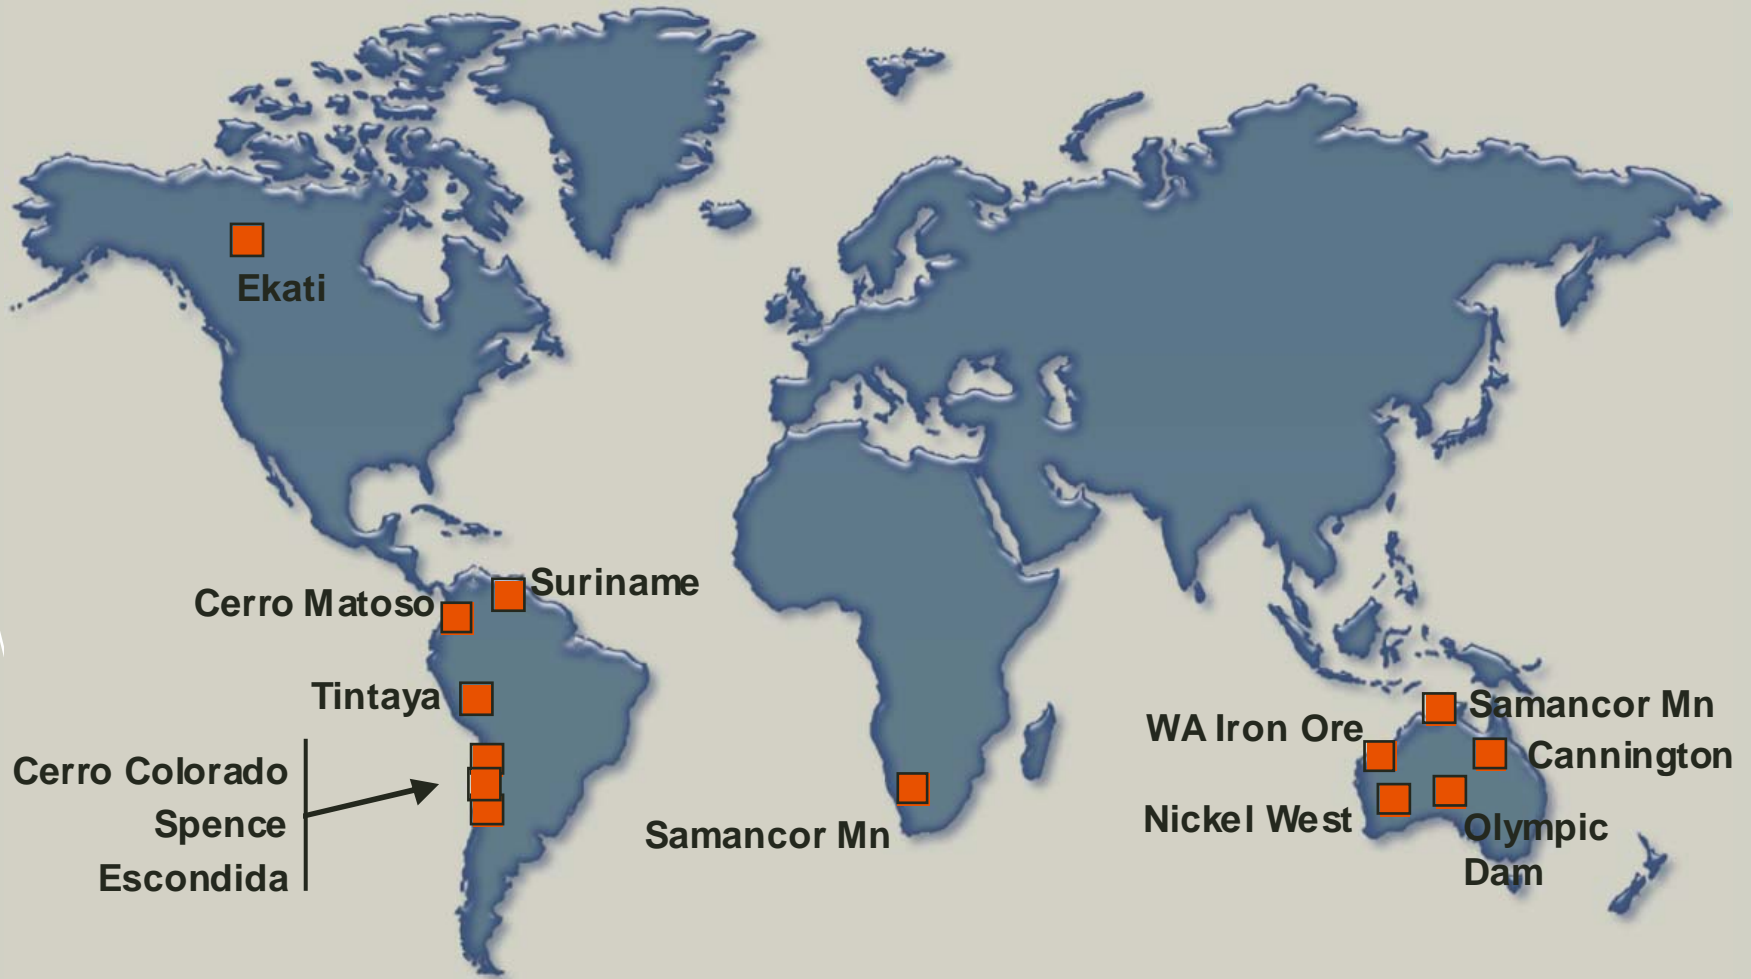 Ekati
Suriname
Cerro Matoso
Tintaya
Cerro Colorado
Spence
Escondida
Samancor Mn
Samancor Mn
WA Iron Ore
Cannington
Nickel West
Olympic
Dam